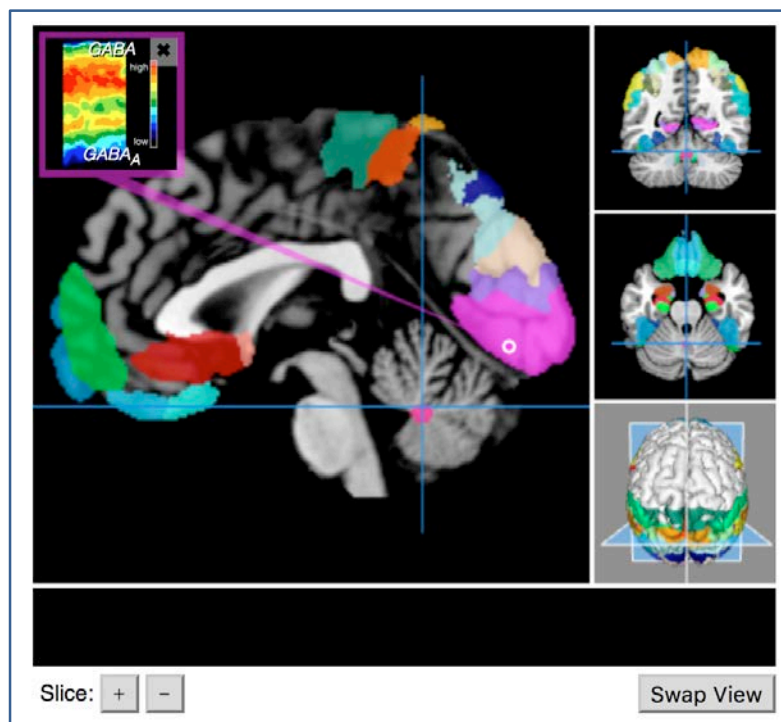 GABA
high
low
GABAA
Slice: + −
Swap View